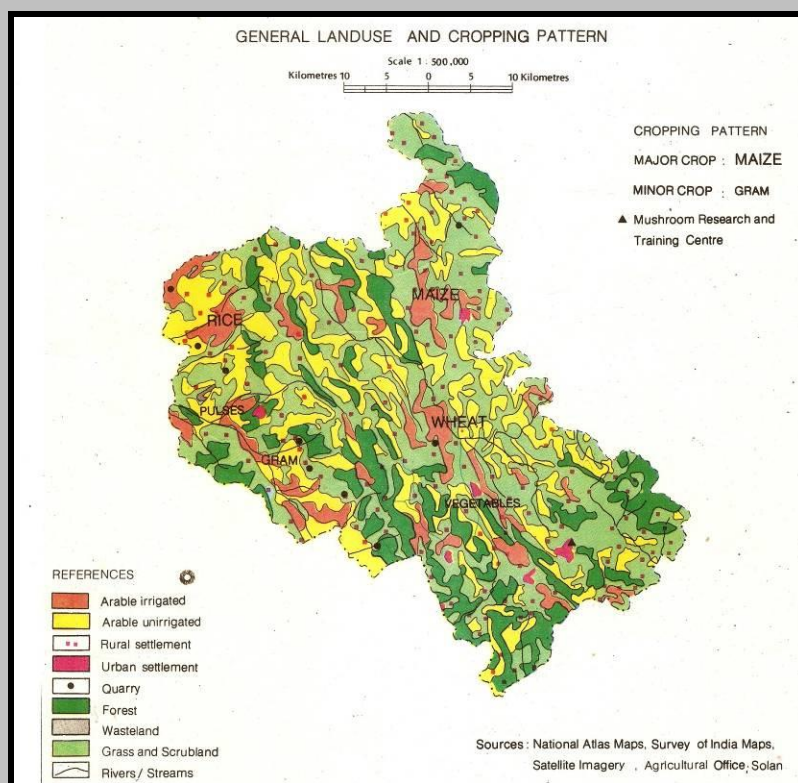 GENERAL LANDUSE AND CROPPING PATTERN
Scale 1 : 500,000
Kilometres 10 5 0 5 10 Kilometres
CROPPING PATTERN
MAJOR CROP : MAIZE
MINOR CROP : GRAM
Mushroom Research and
Training Centre
MAIZE
RICE
PULSES
WHEAT
GRAM
VEGETABLES
REFERENCES
Arable irrigated
Arable unirrigated
Rural settlement
Urban settlement
Quarry
Forest
Wasteland
Grass and Scrubland
Rivers / Streams
Sources : National Atlas Maps, Survey of India Maps,
Satellite Imagery , Agricultural Office, Solan